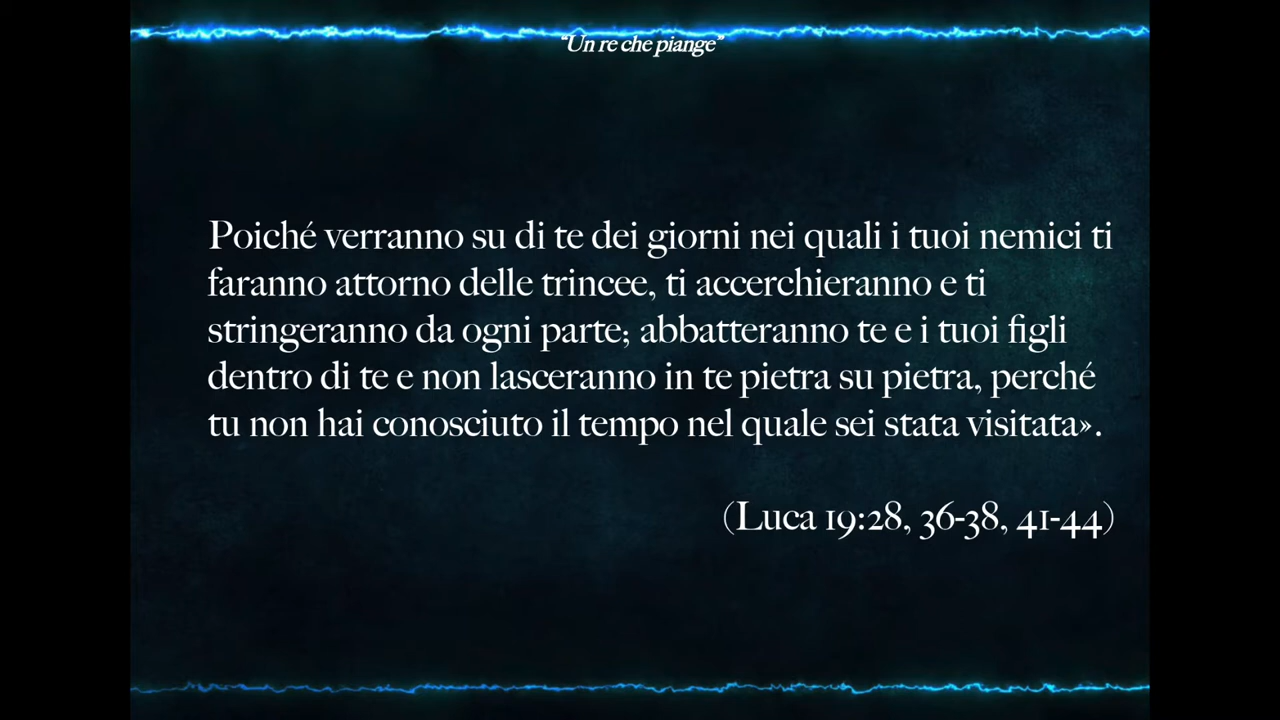 “Un re che piange”
Poiché verranno su di te dei giorni nei quali i tuoi nemici ti
faranno attorno delle trincee, ti accerchieranno e ti
stringeranno da ogni parte; abbatteranno te e i tuoi figli
dentro di te e non lasceranno in te pietra su pietra, perché
tu non hai conosciuto il tempo nel quale sei stata visitata».
(Luca 19:28, 36-38, 41-44)